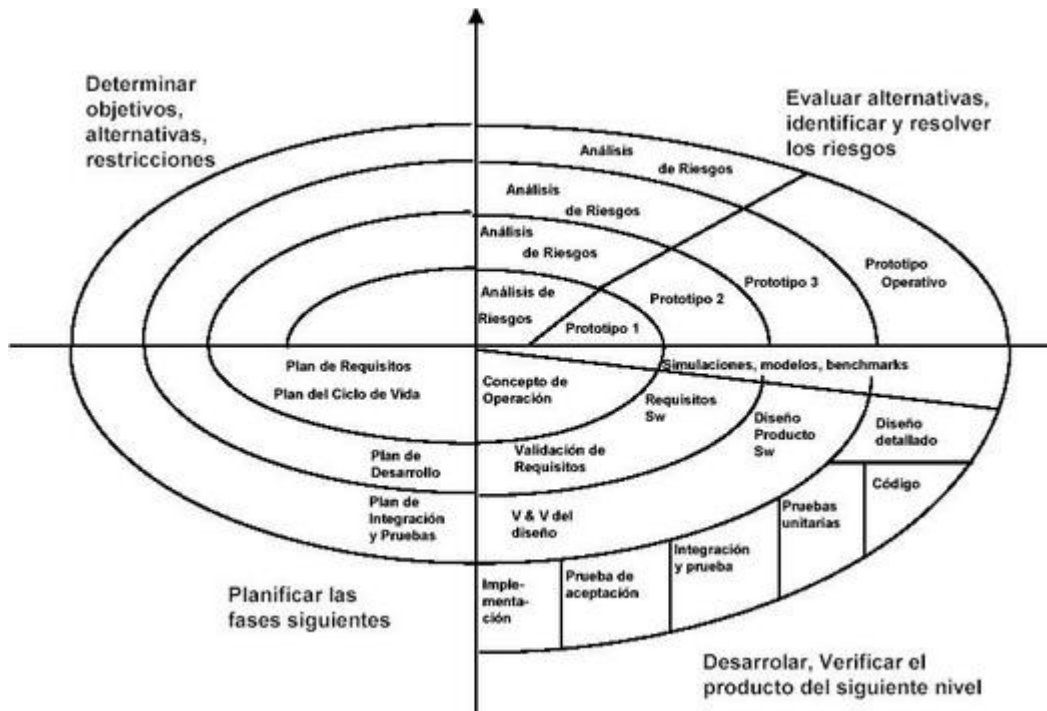 Determinar
objetivos,
alternativas,
restricciones
Evaluar alternativas,
identificar y resolver
los riesgos
Análisis
de Riesgos
Análisis
de Riesgos
Análisis
de Riesgos
Análisis de
Riesgos
Prototipo 1
Prototipo 2
Prototipo 3
Prototipo
Operativo
Simulaciones, modelos, benchmarks
Plan de Requisitos
Plan del Ciclo de Vida
Concepto de
Operación
Requisitos
Sw
Diseño
Producto
Sw
Diseño
detallado
Plan de
Desarrollo
Validación de
Requisitos
Código
Plan de
Integración
y Pruebas
V & V del
diseño
Pruebas
unitarias
Integración
y prueba
Prueba de
aceptación
Imple-
menta-
ción
Planificar las
fases siguientes
Desarrolar, Verificar el
producto del siguiente nivel